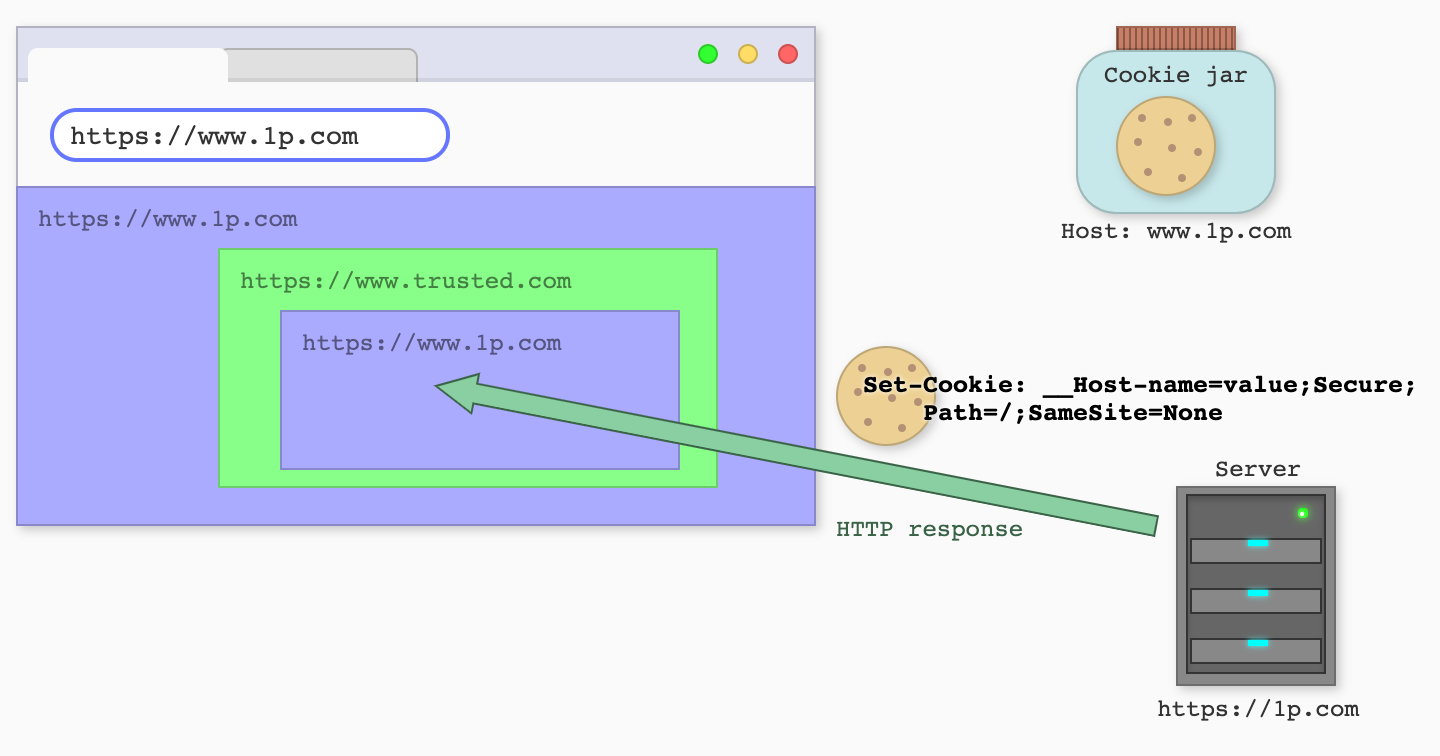 https://www.1p.com
https://www.1p.com
https://www.trusted.com
https://www.1p.com
Cookie jar
Host: www.1p.com
Set-Cookie: __Host-name=value;Secure;
Path=/;SameSite=None
HTTP response
Server
https://1p.com